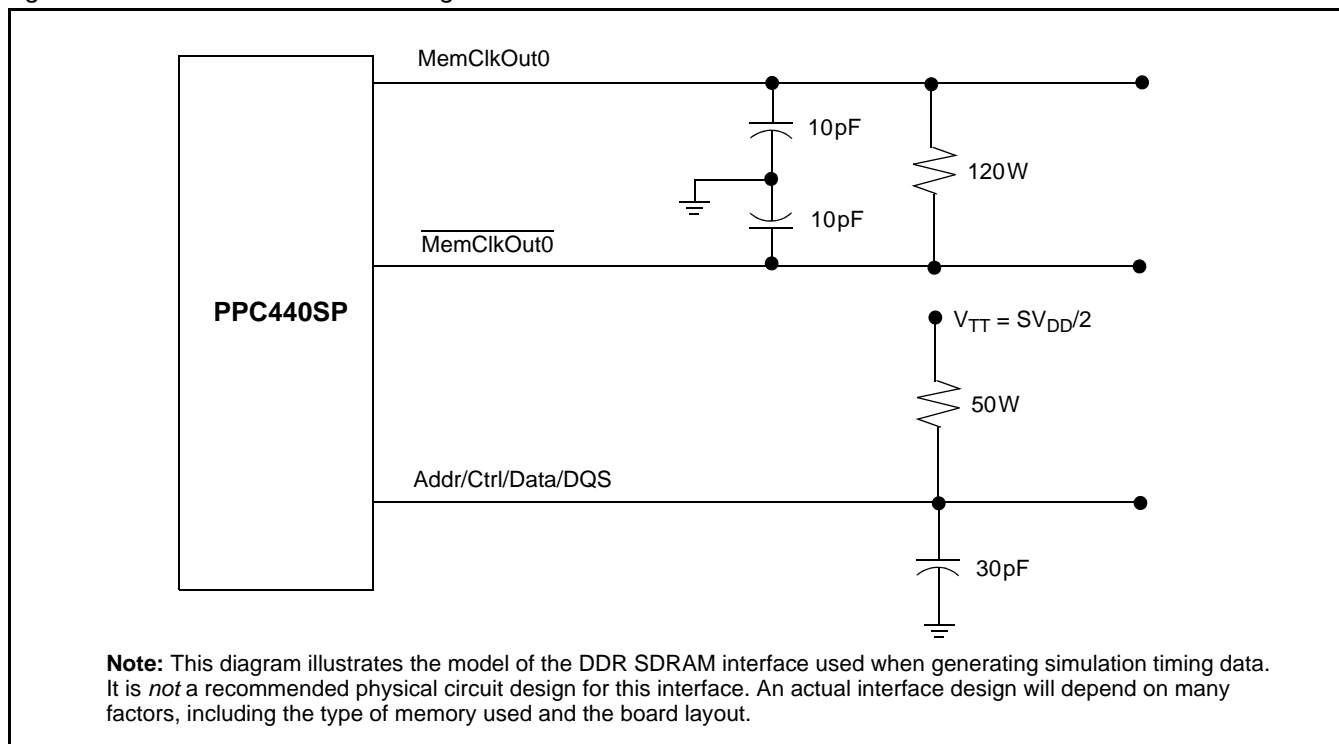 MemClkOut0
10pF
120W
10pF
MemClkOut0
PPC440SP
VTT = SVDD/2
50W
Addr/Ctrl/Data/DQS
30pF
Note: This diagram illustrates the model of the DDR SDRAM interface used when generating simulation timing data.
It is not a recommended physical circuit design for this interface. An actual interface design will depend on many
factors, including the type of memory used and the board layout.